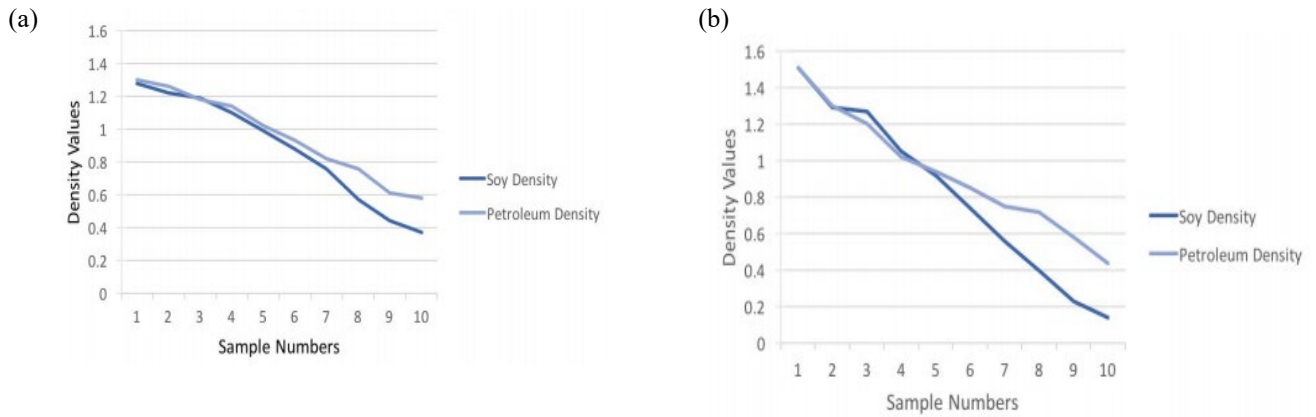 (a)
1.6
1.4
1.2
1
0.8
0.6
0.4
0.2
0
Density Values
1 2 3 4 5 6 7 8 9 10
Sample Numbers
Soy Density
Petroleum Density
(b)
1.6
1.4
1.2
1
0.8
0.6
0.4
0.2
0
Density Values
1 2 3 4 5 6 7 8 9 10
Sample Numbers
Soy Density
Petroleum Density